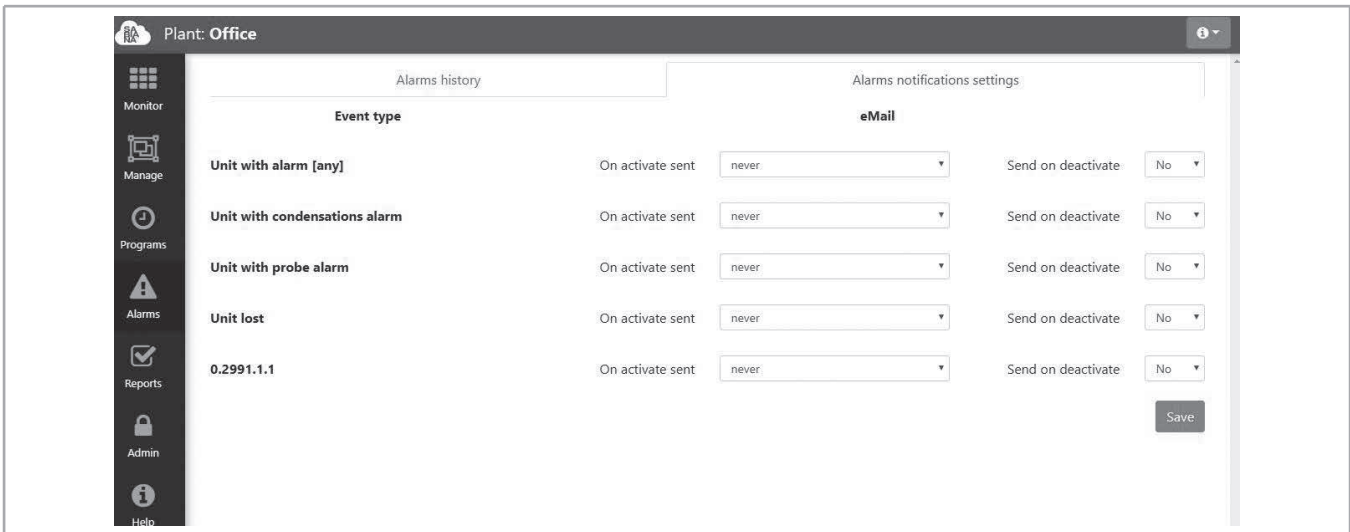 SA
NA
Plant: Office
Alarms history
Alarms notifications settings
Event type
eMail
Monitor
Manage
Programs
Alarms
Reports
Admin
Help
Unit with alarm [any] On activate sent never Send on deactivate No
Unit with condensations alarm On activate sent never Send on deactivate No
Unit with probe alarm On activate sent never Send on deactivate No
Unit lost On activate sent never Send on deactivate No
0.2991.1.1 On activate sent never Send on deactivate No
Save